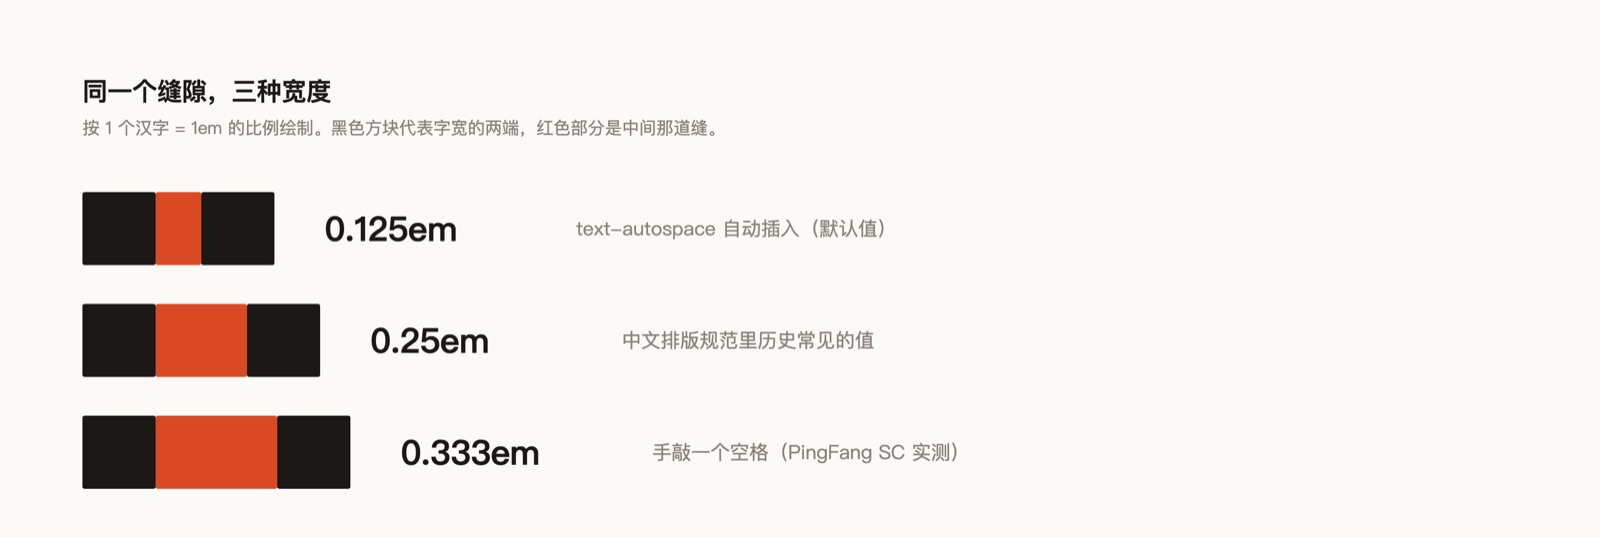 同一个缝隙，三种宽度
按 1 个汉字 = 1em 的比例绘制。黑色方块代表字宽的两端，红色部分是中间那道缝。
0.125em text-autospace 自动插入（默认值）
0.25em 中文排版规范里历史常见的值
0.333em 手敲一个空格（PingFang SC 实测）